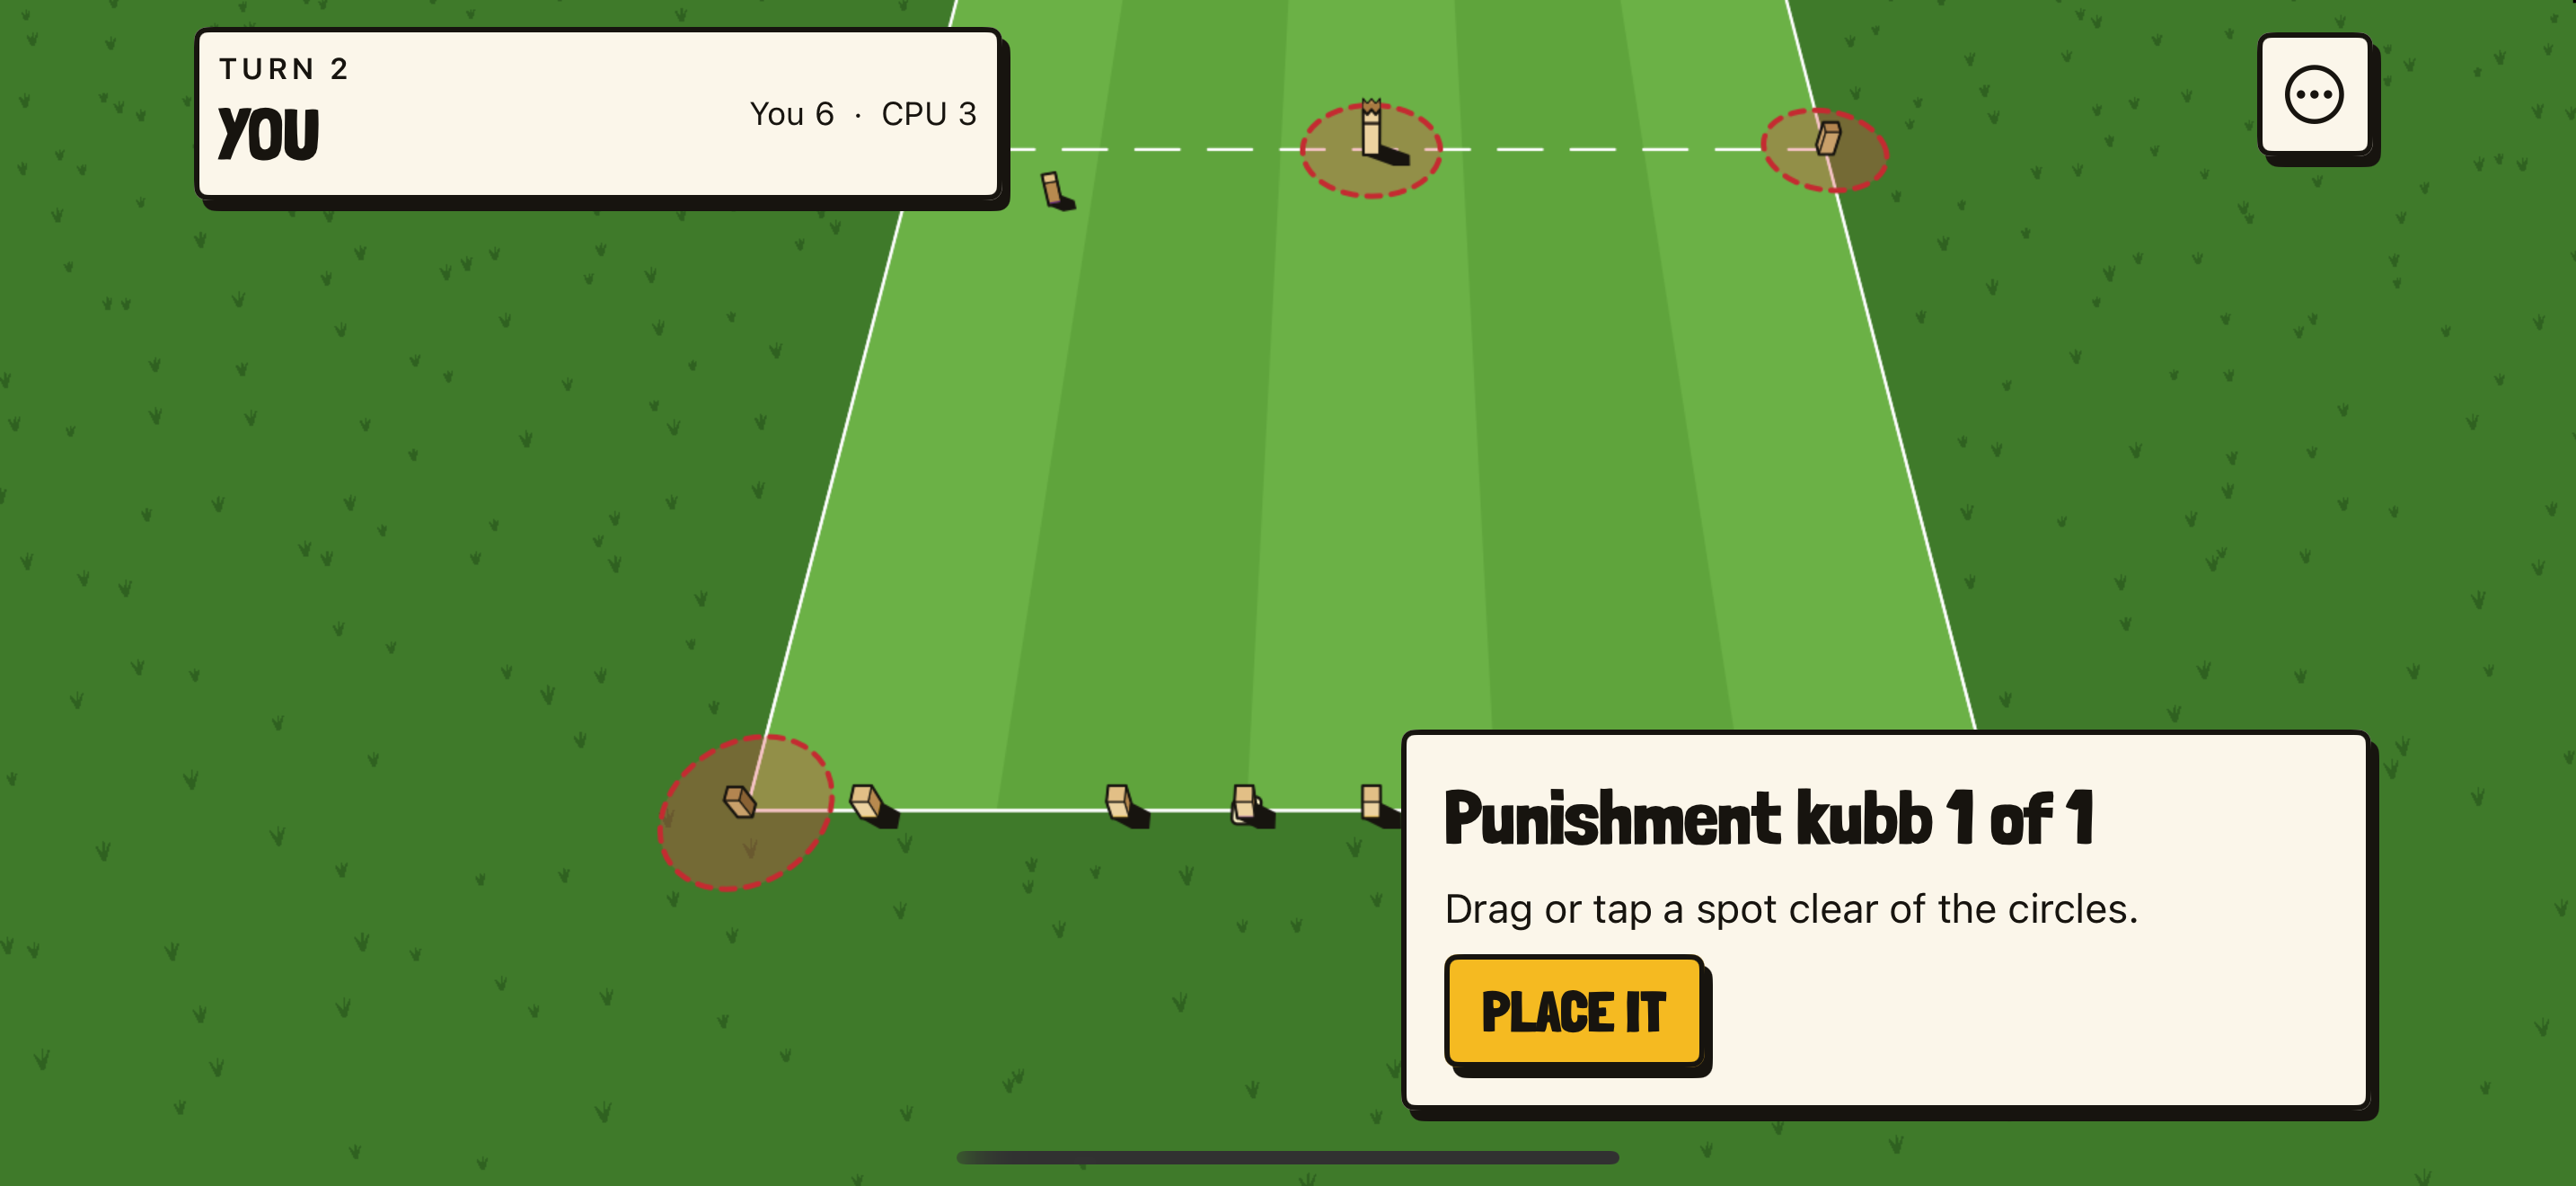 TURN 2
YOU
You 6 · CPU 3
Punishment kubb 1 of 1
Drag or tap a spot clear of the circles.
PLACE IT